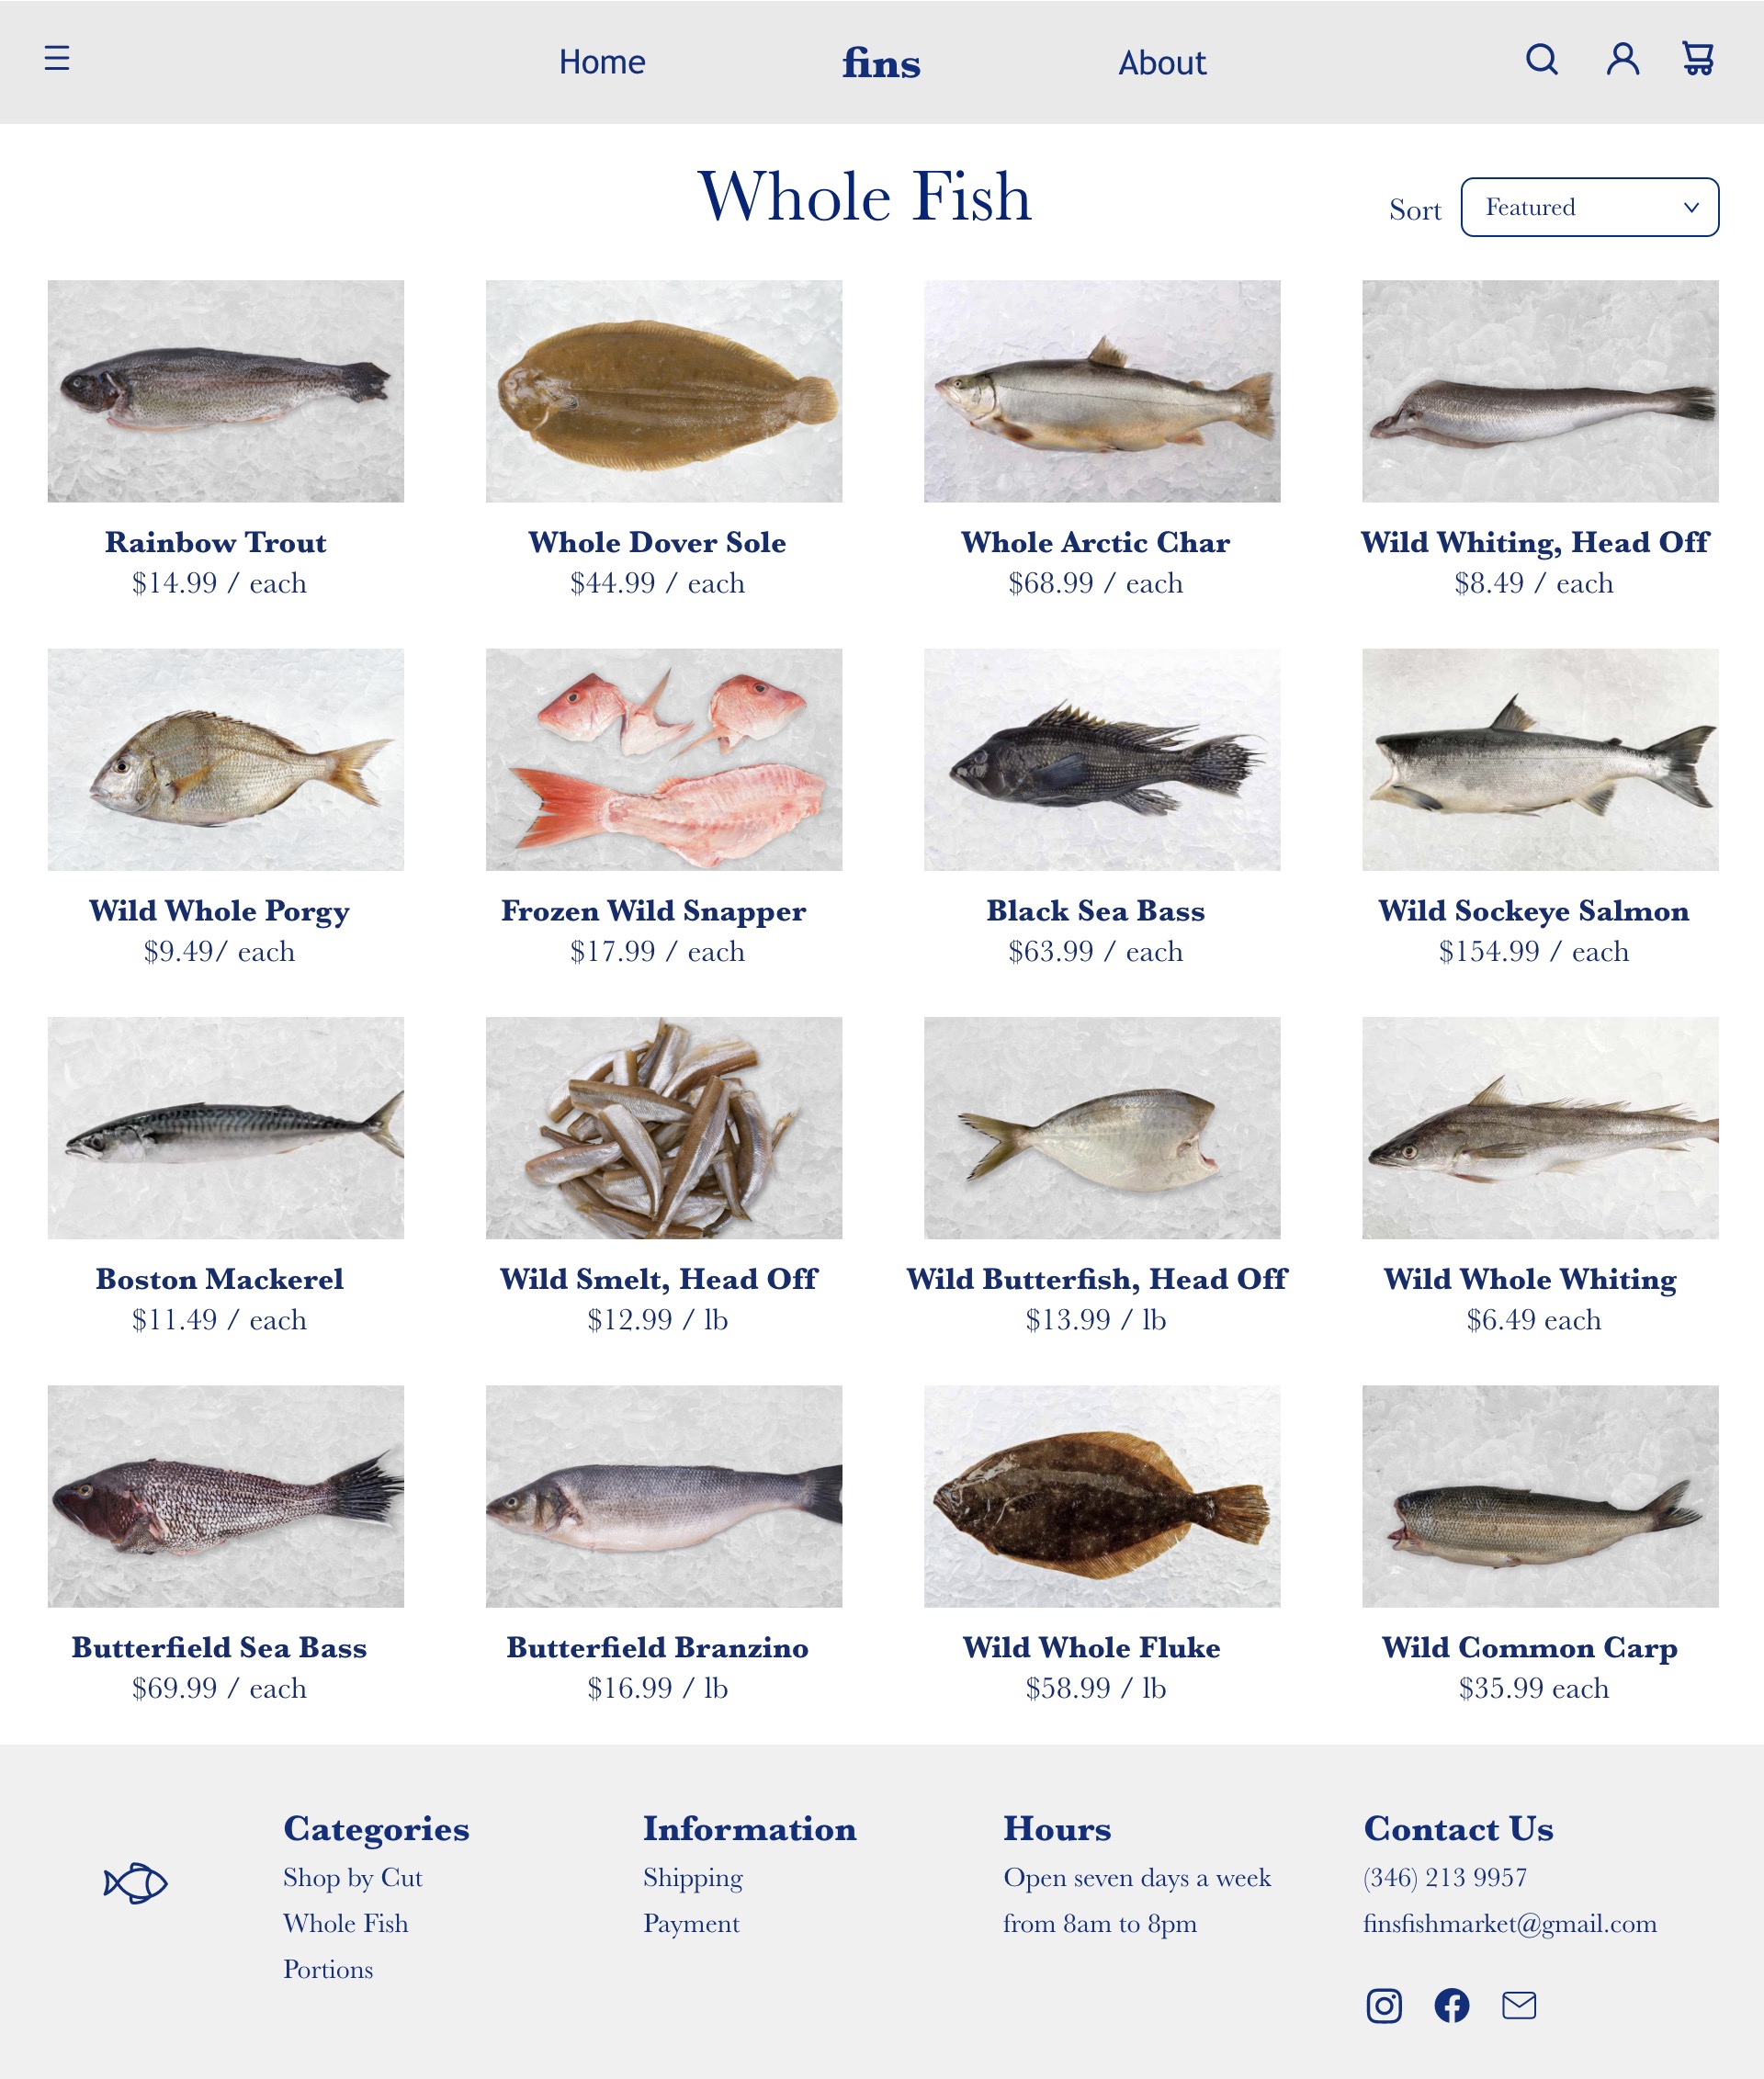 Home
fins
About
Whole Fish
Sort
Featured
Rainbow Trout
$14.99 / each
Whole Dover Sole
$44.99 / each
Whole Arctic Char
$68.99 / each
Wild Whiting, Head Off
$8.49 / each
Wild Whole Porgy
$9.49/ each
Frozen Wild Snapper
$17.99 / each
Black Sea Bass
$63.99 / each
Wild Sockeye Salmon
$154.99 / each
Boston Mackerel
$11.49 / each
Wild Smelt, Head Off
$12.99 / lb
Wild Butterfish, Head Off
$13.99 / lb
Wild Whole Whiting
$6.49 each
Butterfield Sea Bass
$69.99 / each
Butterfield Branzino
$16.99 / lb
Wild Whole Fluke
$58.99 / lb
Wild Common Carp
$35.99 each
Categories
Shop by Cut
Whole Fish
Portions
Information
Shipping
Payment
Hours
Open seven days a week
from 8am to 8pm
Contact Us
(346) 213 9957
finsfishmarket@gmail.com